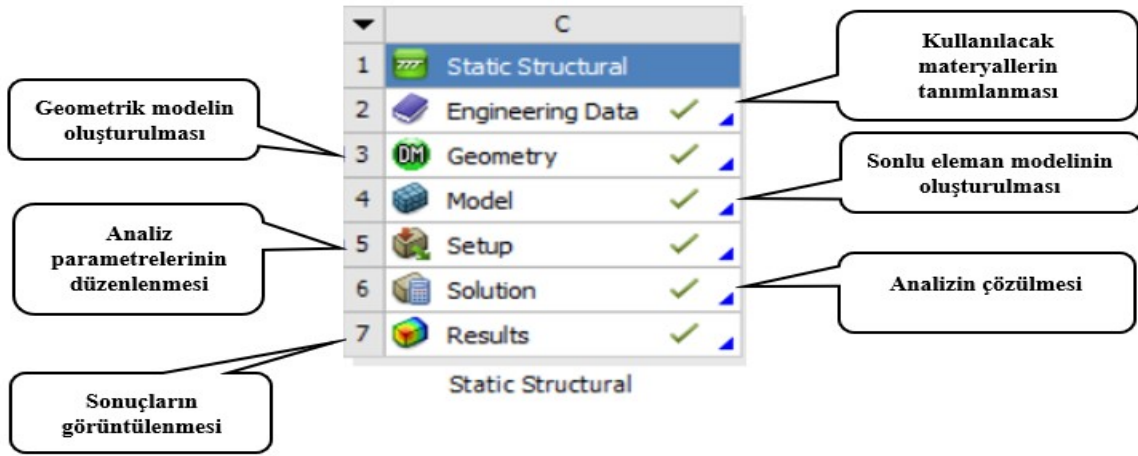 C
1 Static Structural
2 Engineering Data
3 DM Geometry
4 Model
5 Setup
6 Solution
7 Results
Static Structural
Geometrik modelin
oluşturulması
Analiz
parametrelerinin
düzenlenmesi
Sonuçların
görüntülenmesi
Kullanılacak
materyallerin
tanımlanması
Sonlu eleman modelinin
oluşturulması
Analizin çözülmesi